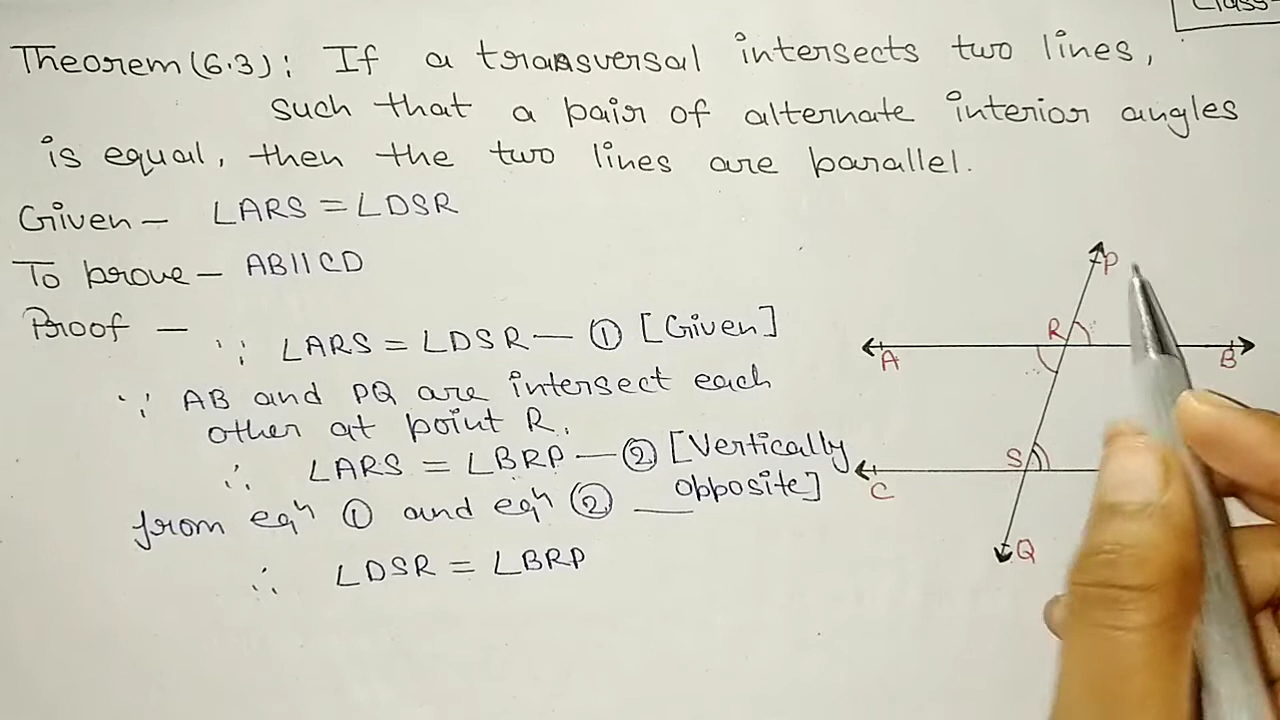 Class-
Theorem (6.3) : If a transversal intersects two lines,
such that a pair of alternate interior angles
is equal, then the two lines are parallel.
Given – ∠ARS = ∠DSR
To prove – AB || CD
Proof –
∵ ∠ARS = ∠DSR — ① [Given]
∵ AB and PQ are intersect each
other at point R.
∴ ∠ARS = ∠BRP — ② [Vertically
opposite]
from eqⁿ ① and eqⁿ ② —
∴ ∠DSR = ∠BRP
P
R
A
B
S
C
Q